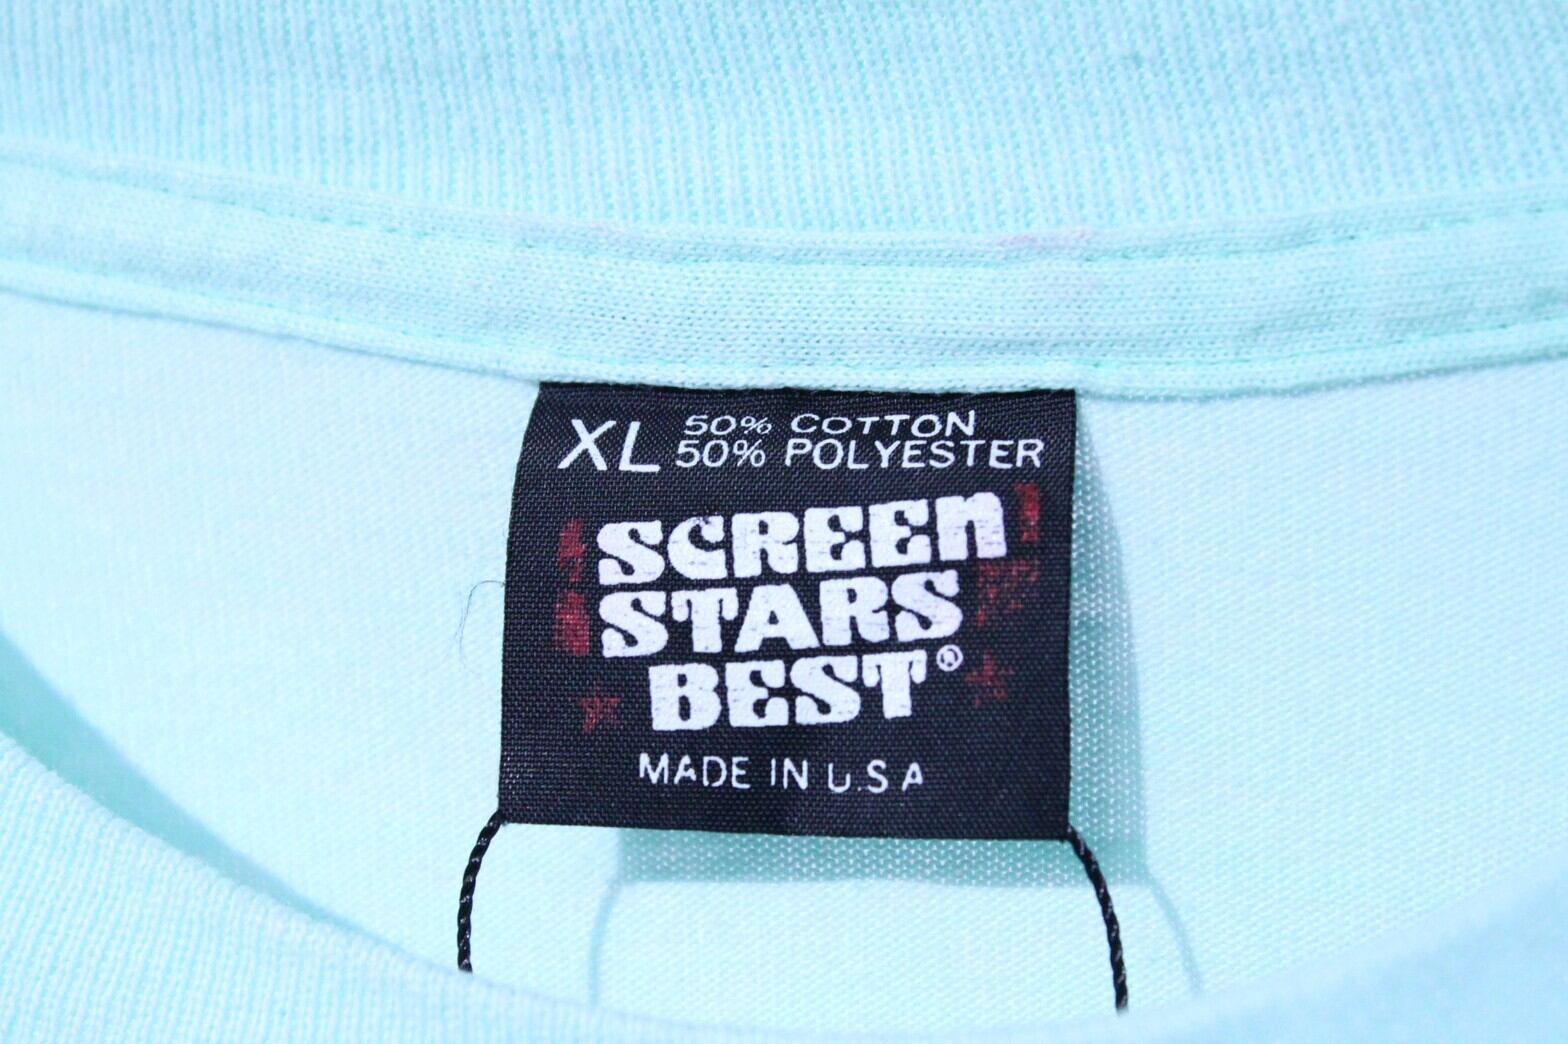 XL 50% COTTON
50% POLYESTER
SCREEN
STARS
BEST®
MADE IN U.S.A